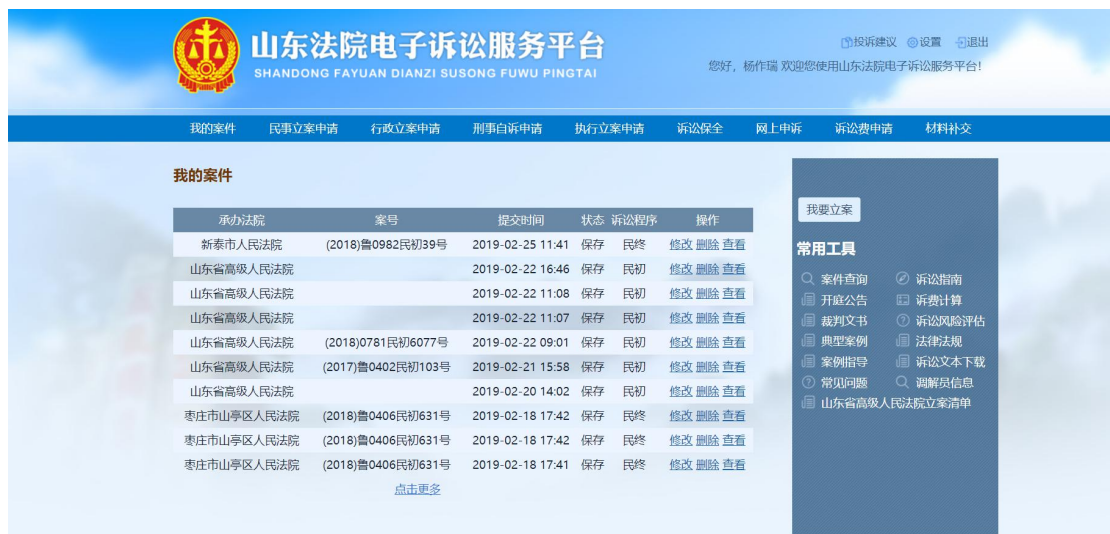 山东法院电子诉讼服务平台
SHANDONG FAYUAN DIANZI SUSONG FUWU PINGTAI
投诉建议 设置 退出
您好，杨作瑞 欢迎您使用山东法院电子诉讼服务平台!
我的案件 民事立案申请 行政立案申请 刑事自诉申请 执行立案申请 诉讼保全 网上申诉 诉讼费申请 材料补交
我的案件
承办法院 案号 提交时间 状态 诉讼程序 操作
新泰市人民法院 (2018)鲁0982民初39号 2019-02-25 11:41 保存 民终 修改 删除 查看
山东省高级人民法院 2019-02-22 16:46 保存 民初 修改 删除 查看
山东省高级人民法院 2019-02-22 11:08 保存 民初 修改 删除 查看
山东省高级人民法院 2019-02-22 11:07 保存 民初 修改 删除 查看
山东省高级人民法院 (2018)0781民初6077号 2019-02-22 09:01 保存 民初 修改 删除 查看
山东省高级人民法院 (2017)鲁0402民初103号 2019-02-21 15:58 保存 民初 修改 删除 查看
山东省高级人民法院 2019-02-20 14:02 保存 民初 修改 删除 查看
枣庄市山亭区人民法院 (2018)鲁0406民初631号 2019-02-18 17:42 保存 民终 修改 删除 查看
枣庄市山亭区人民法院 (2018)鲁0406民初631号 2019-02-18 17:42 保存 民终 修改 删除 查看
枣庄市山亭区人民法院 (2018)鲁0406民初631号 2019-02-18 17:41 保存 民终 修改 删除 查看
点击更多
我要立案
常用工具
案件查询 诉讼指南
开庭公告 诉费计算
裁判文书 诉讼风险评估
典型案例 法律法规
案例指导 诉讼文本下载
常见问题 调解员信息
山东省高级人民法院立案清单